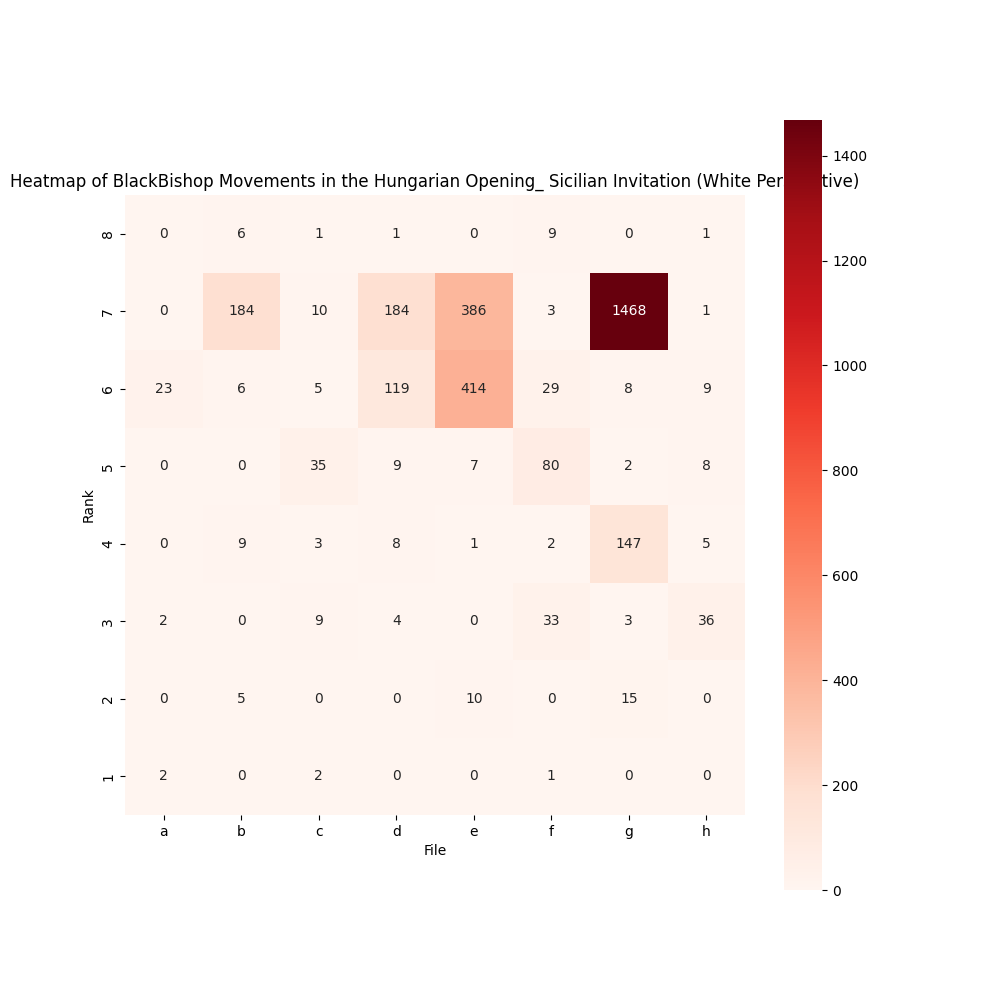 Heatmap of BlackBishop Movements in the Hungarian Opening_ Sicilian Invitation (White Per tive)
8 0 6 1 1 0 9 0 1
7 0 184 10 184 386 3 1468 1
6 23 6 5 119 414 29 8 9
5 0 0 35 9 7 80 2 8
4 0 9 3 8 1 2 147 5
3 2 0 9 4 0 33 3 36
2 0 5 0 0 10 0 15 0
1 2 0 2 0 0 1 0 0
Rank
a b c d e f g h
File
1400
1200
1000
800
600
400
200
0